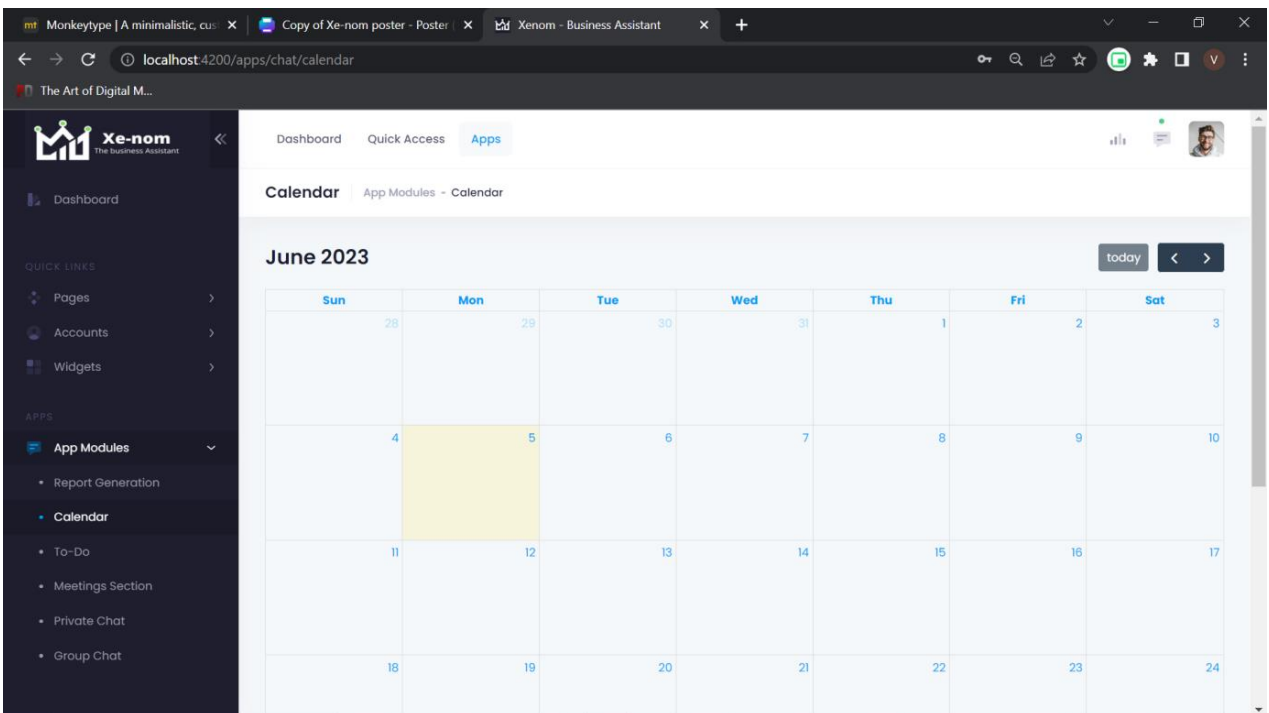 mt Monkeytype | A minimalistic, cus
Copy of Xe-nom poster - Poster (
Xenom - Business Assistant
localhost:4200/apps/chat/calendar
V
The Art of Digital M...
Xe-nom
The business Assistant
Dashboard Quick Access Apps
Dashboard
Calendar App Modules - Calendar
QUICK LINKS
Pages
Accounts
Widgets
APPS
App Modules
Report Generation
Calendar
To-Do
Meetings Section
Private Chat
Group Chat
June 2023
today < >
Sun Mon Tue Wed Thu Fri Sat
28 29 30 31 1 2 3
4 5 6 7 8 9 10
11 12 13 14 15 16 17
18 19 20 21 22 23 24